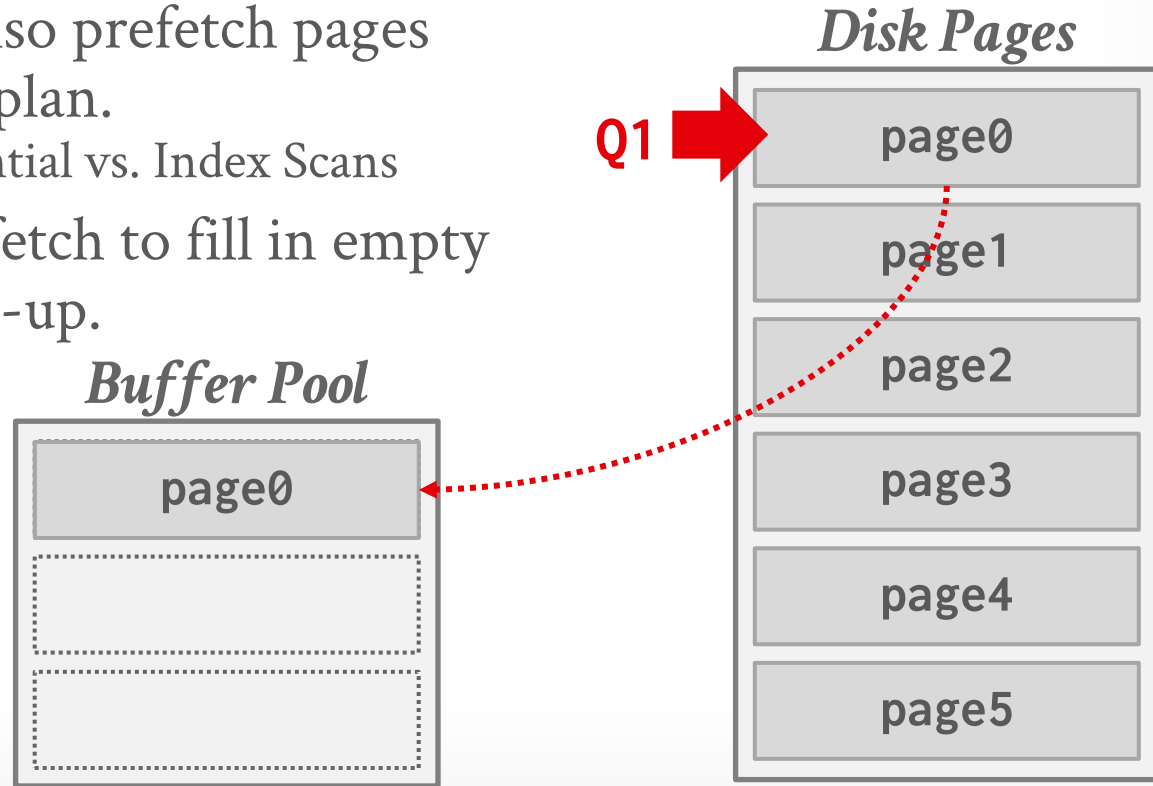 lso prefetch pages
plan.
ntial vs. Index Scans
fetch to fill in empty
-up.
Buffer Pool
page0
Disk Pages
Q1
page0
page1
page2
page3
page4
page5